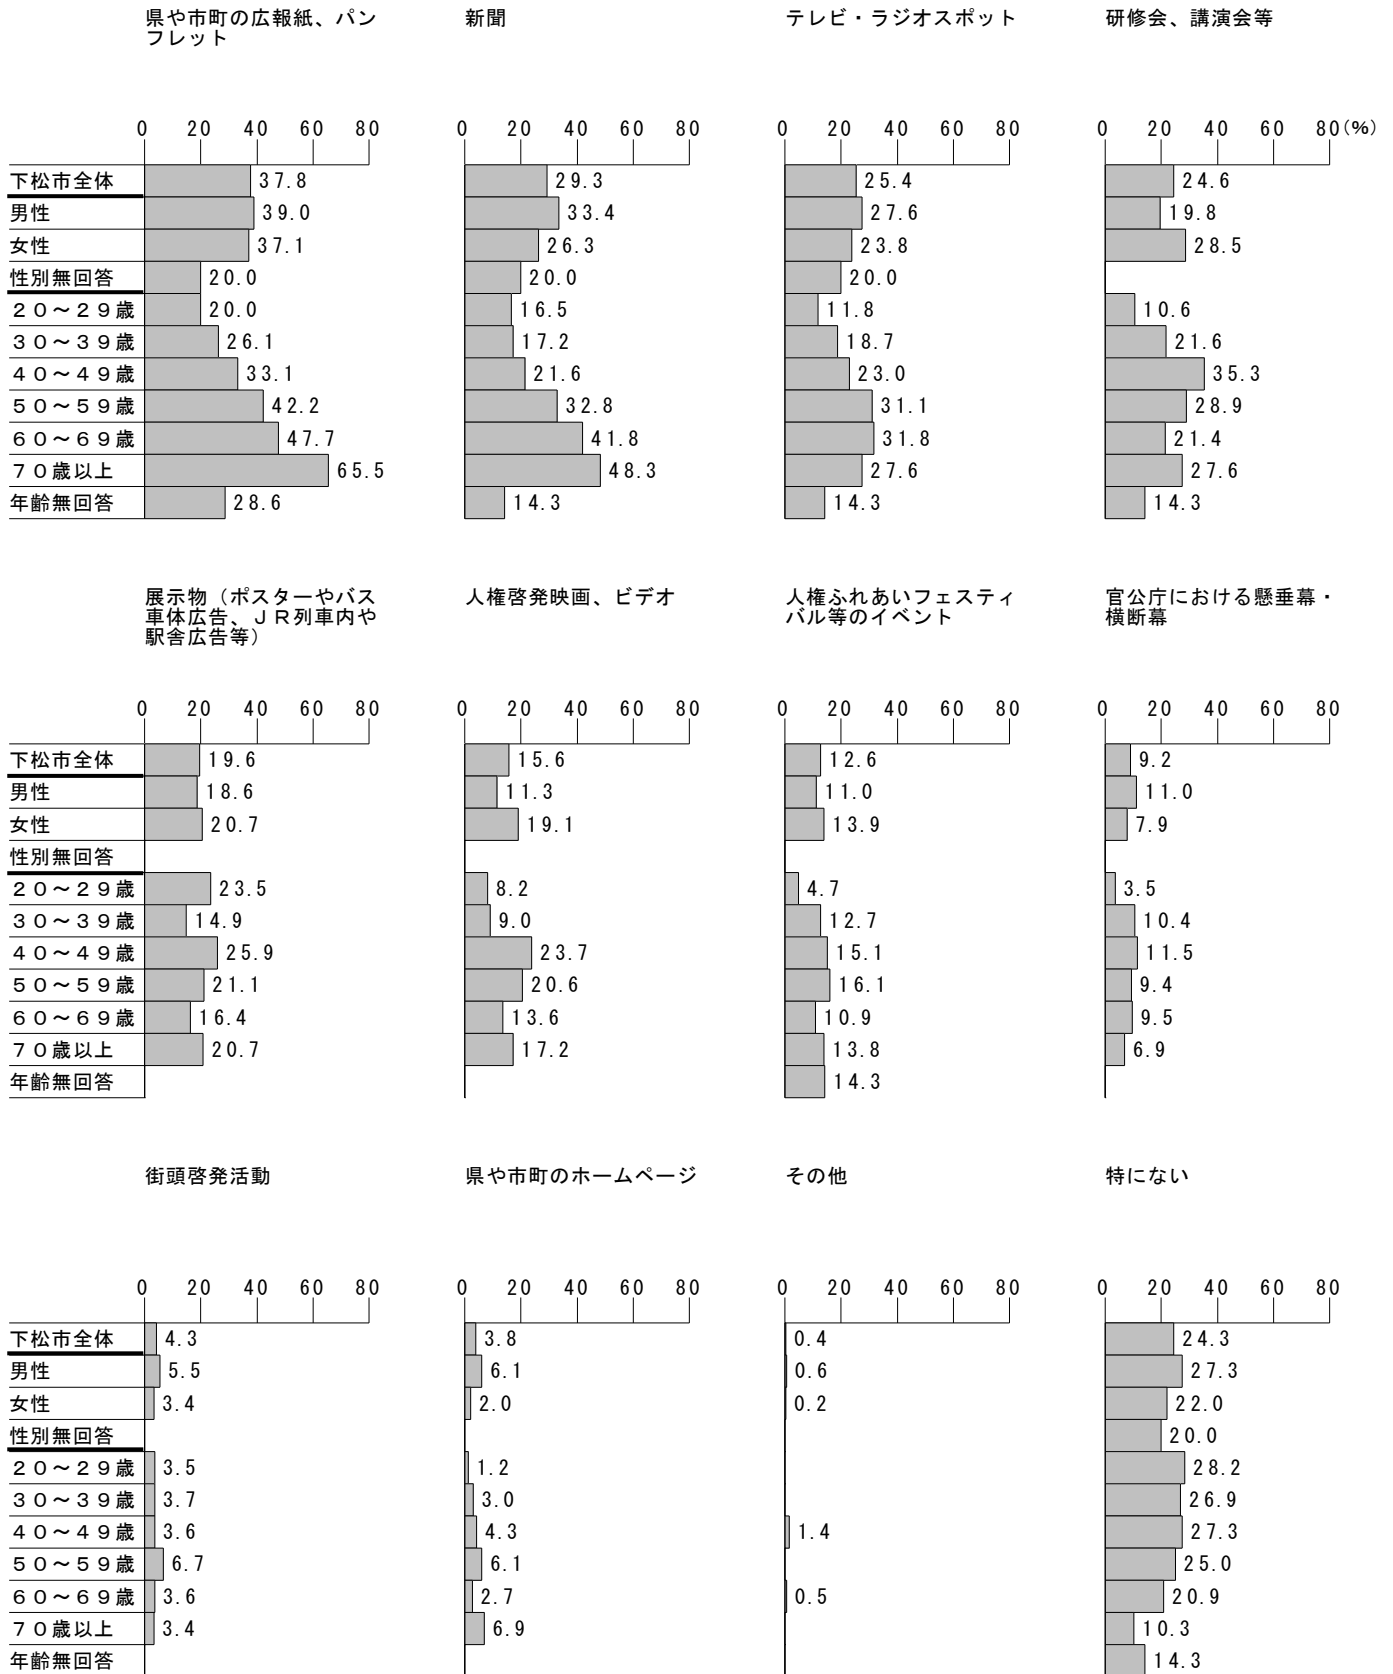 県や市町の広報紙、パン
フレット
新聞
テレビ・ラジオスポット
研修会、講演会等
0 20 40 60 80
0 20 40 60 80
0 20 40 60 80
0 20 40 60 80(%)
下松市全体 37.8 29.3 25.4 24.6
男性 39.0 33.4 27.6 19.8
女性 37.1 26.3 23.8 28.5
性別無回答 20.0 20.0 20.0
20～29歳 20.0 16.5 11.8 10.6
30～39歳 26.1 17.2 18.7 21.6
40～49歳 33.1 21.6 23.0 35.3
50～59歳 42.2 32.8 31.1 28.9
60～69歳 47.7 41.8 31.8 21.4
70歳以上 65.5 48.3 27.6 27.6
年齢無回答 28.6 14.3 14.3 14.3
展示物（ポスターやバス
車体広告、ＪＲ列車内や
駅舎広告等）
人権啓発映画、ビデオ
人権ふれあいフェスティ
バル等のイベント
官公庁における懸垂幕・
横断幕
0 20 40 60 80
0 20 40 60 80
0 20 40 60 80
0 20 40 60 80
下松市全体 19.6 15.6 12.6 9.2
男性 18.6 11.3 11.0 11.0
女性 20.7 19.1 13.9 7.9
性別無回答
20～29歳 23.5 8.2 4.7 3.5
30～39歳 14.9 9.0 12.7 10.4
40～49歳 25.9 23.7 15.1 11.5
50～59歳 21.1 20.6 16.1 9.4
60～69歳 16.4 13.6 10.9 9.5
70歳以上 20.7 17.2 13.8 6.9
年齢無回答 14.3
街頭啓発活動
県や市町のホームページ
その他
特にない
0 20 40 60 80
0 20 40 60 80
0 20 40 60 80
0 20 40 60 80
下松市全体 4.3 3.8 0.4 24.3
男性 5.5 6.1 0.6 27.3
女性 3.4 2.0 0.2 22.0
性別無回答 20.0
20～29歳 3.5 1.2 28.2
30～39歳 3.7 3.0 26.9
40～49歳 3.6 4.3 1.4 27.3
50～59歳 6.7 6.1 25.0
60～69歳 3.6 2.7 0.5 20.9
70歳以上 3.4 6.9 10.3
年齢無回答 14.3